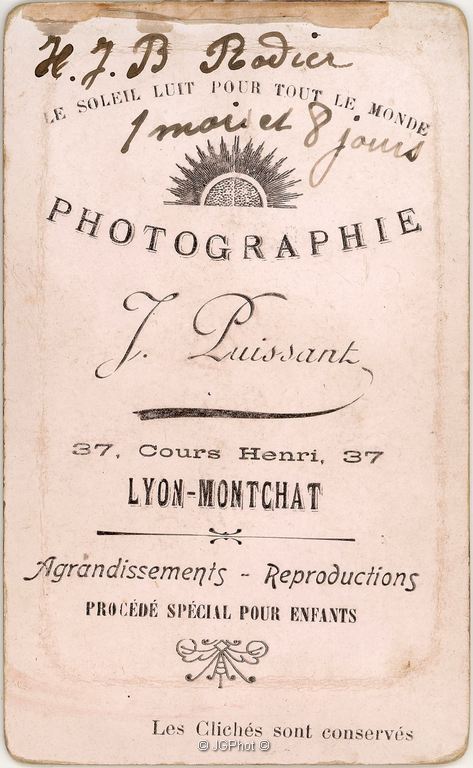 H. J. B Rodier
LE SOLEIL LUIT POUR TOUT LE MONDE
1 mois et 8 jours
PHOTOGRAPHIE
J. Puissant
37, Cours Henri, 37
LYON-MONTCHAT
Agrandissements - Reproductions
PROCÉDÉ SPÉCIAL POUR ENFANTS
Les Clichés sont conservés
© JGPhot ©